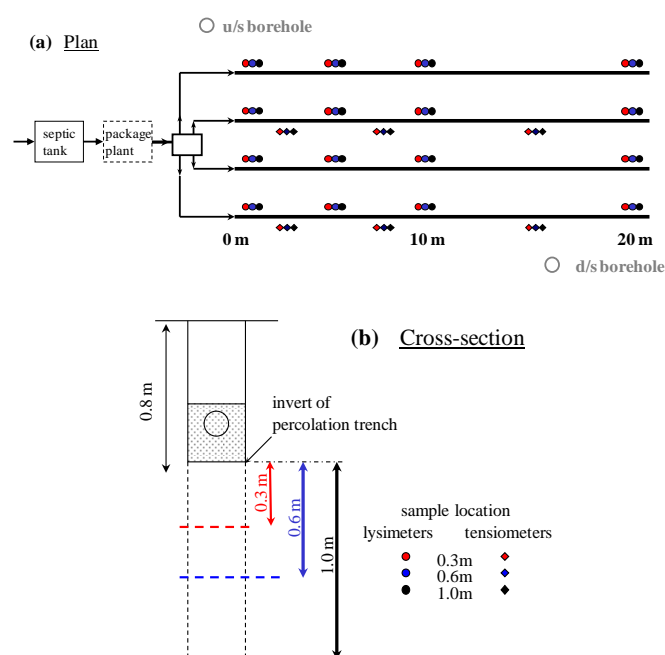 (a) Plan
u/s borehole
septic
tank
package
plant
0 m
10 m
20 m
d/s borehole
(b) Cross-section
0.8 m
invert of
percolation trench
0.3 m
0.6 m
1.0 m
sample location
lysimeters tensiometers
0.3m
0.6m
1.0m